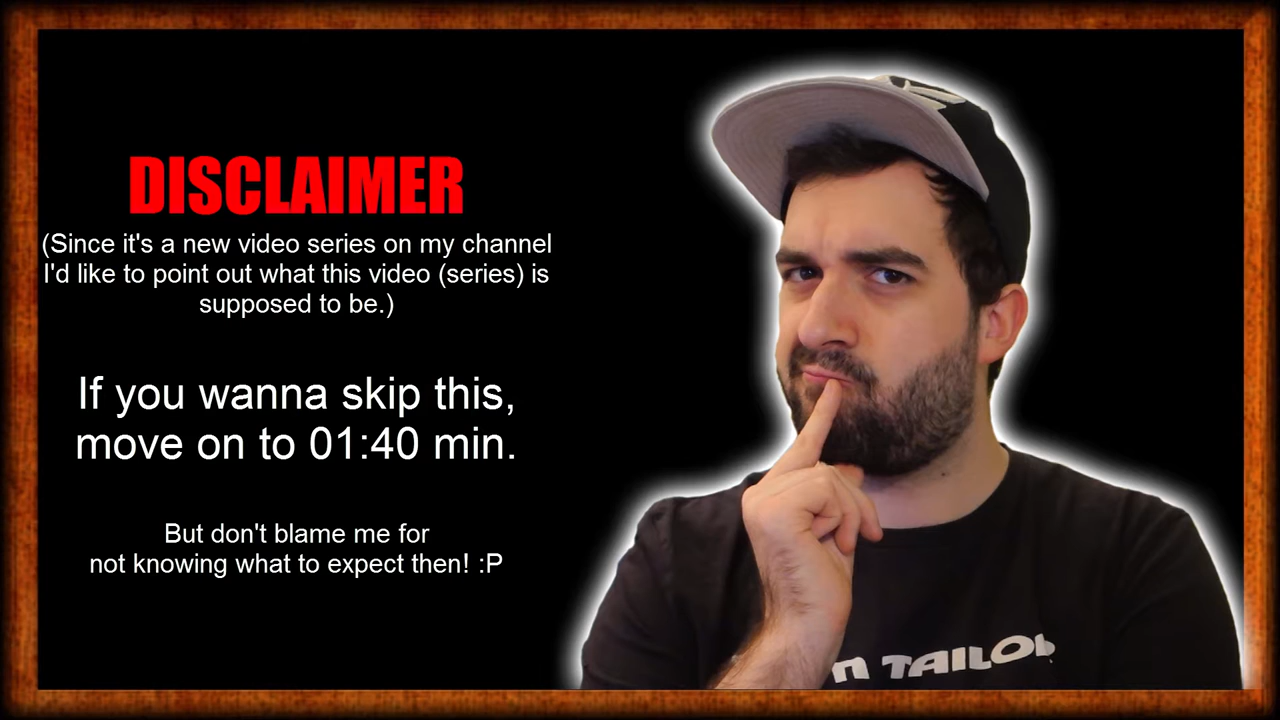 DISCLAIMER
(Since it's a new video series on my channel
I'd like to point out what this video (series) is
supposed to be.)
If you wanna skip this,
move on to 01:40 min.
But don't blame me for
not knowing what to expect then! :P
TAILOR